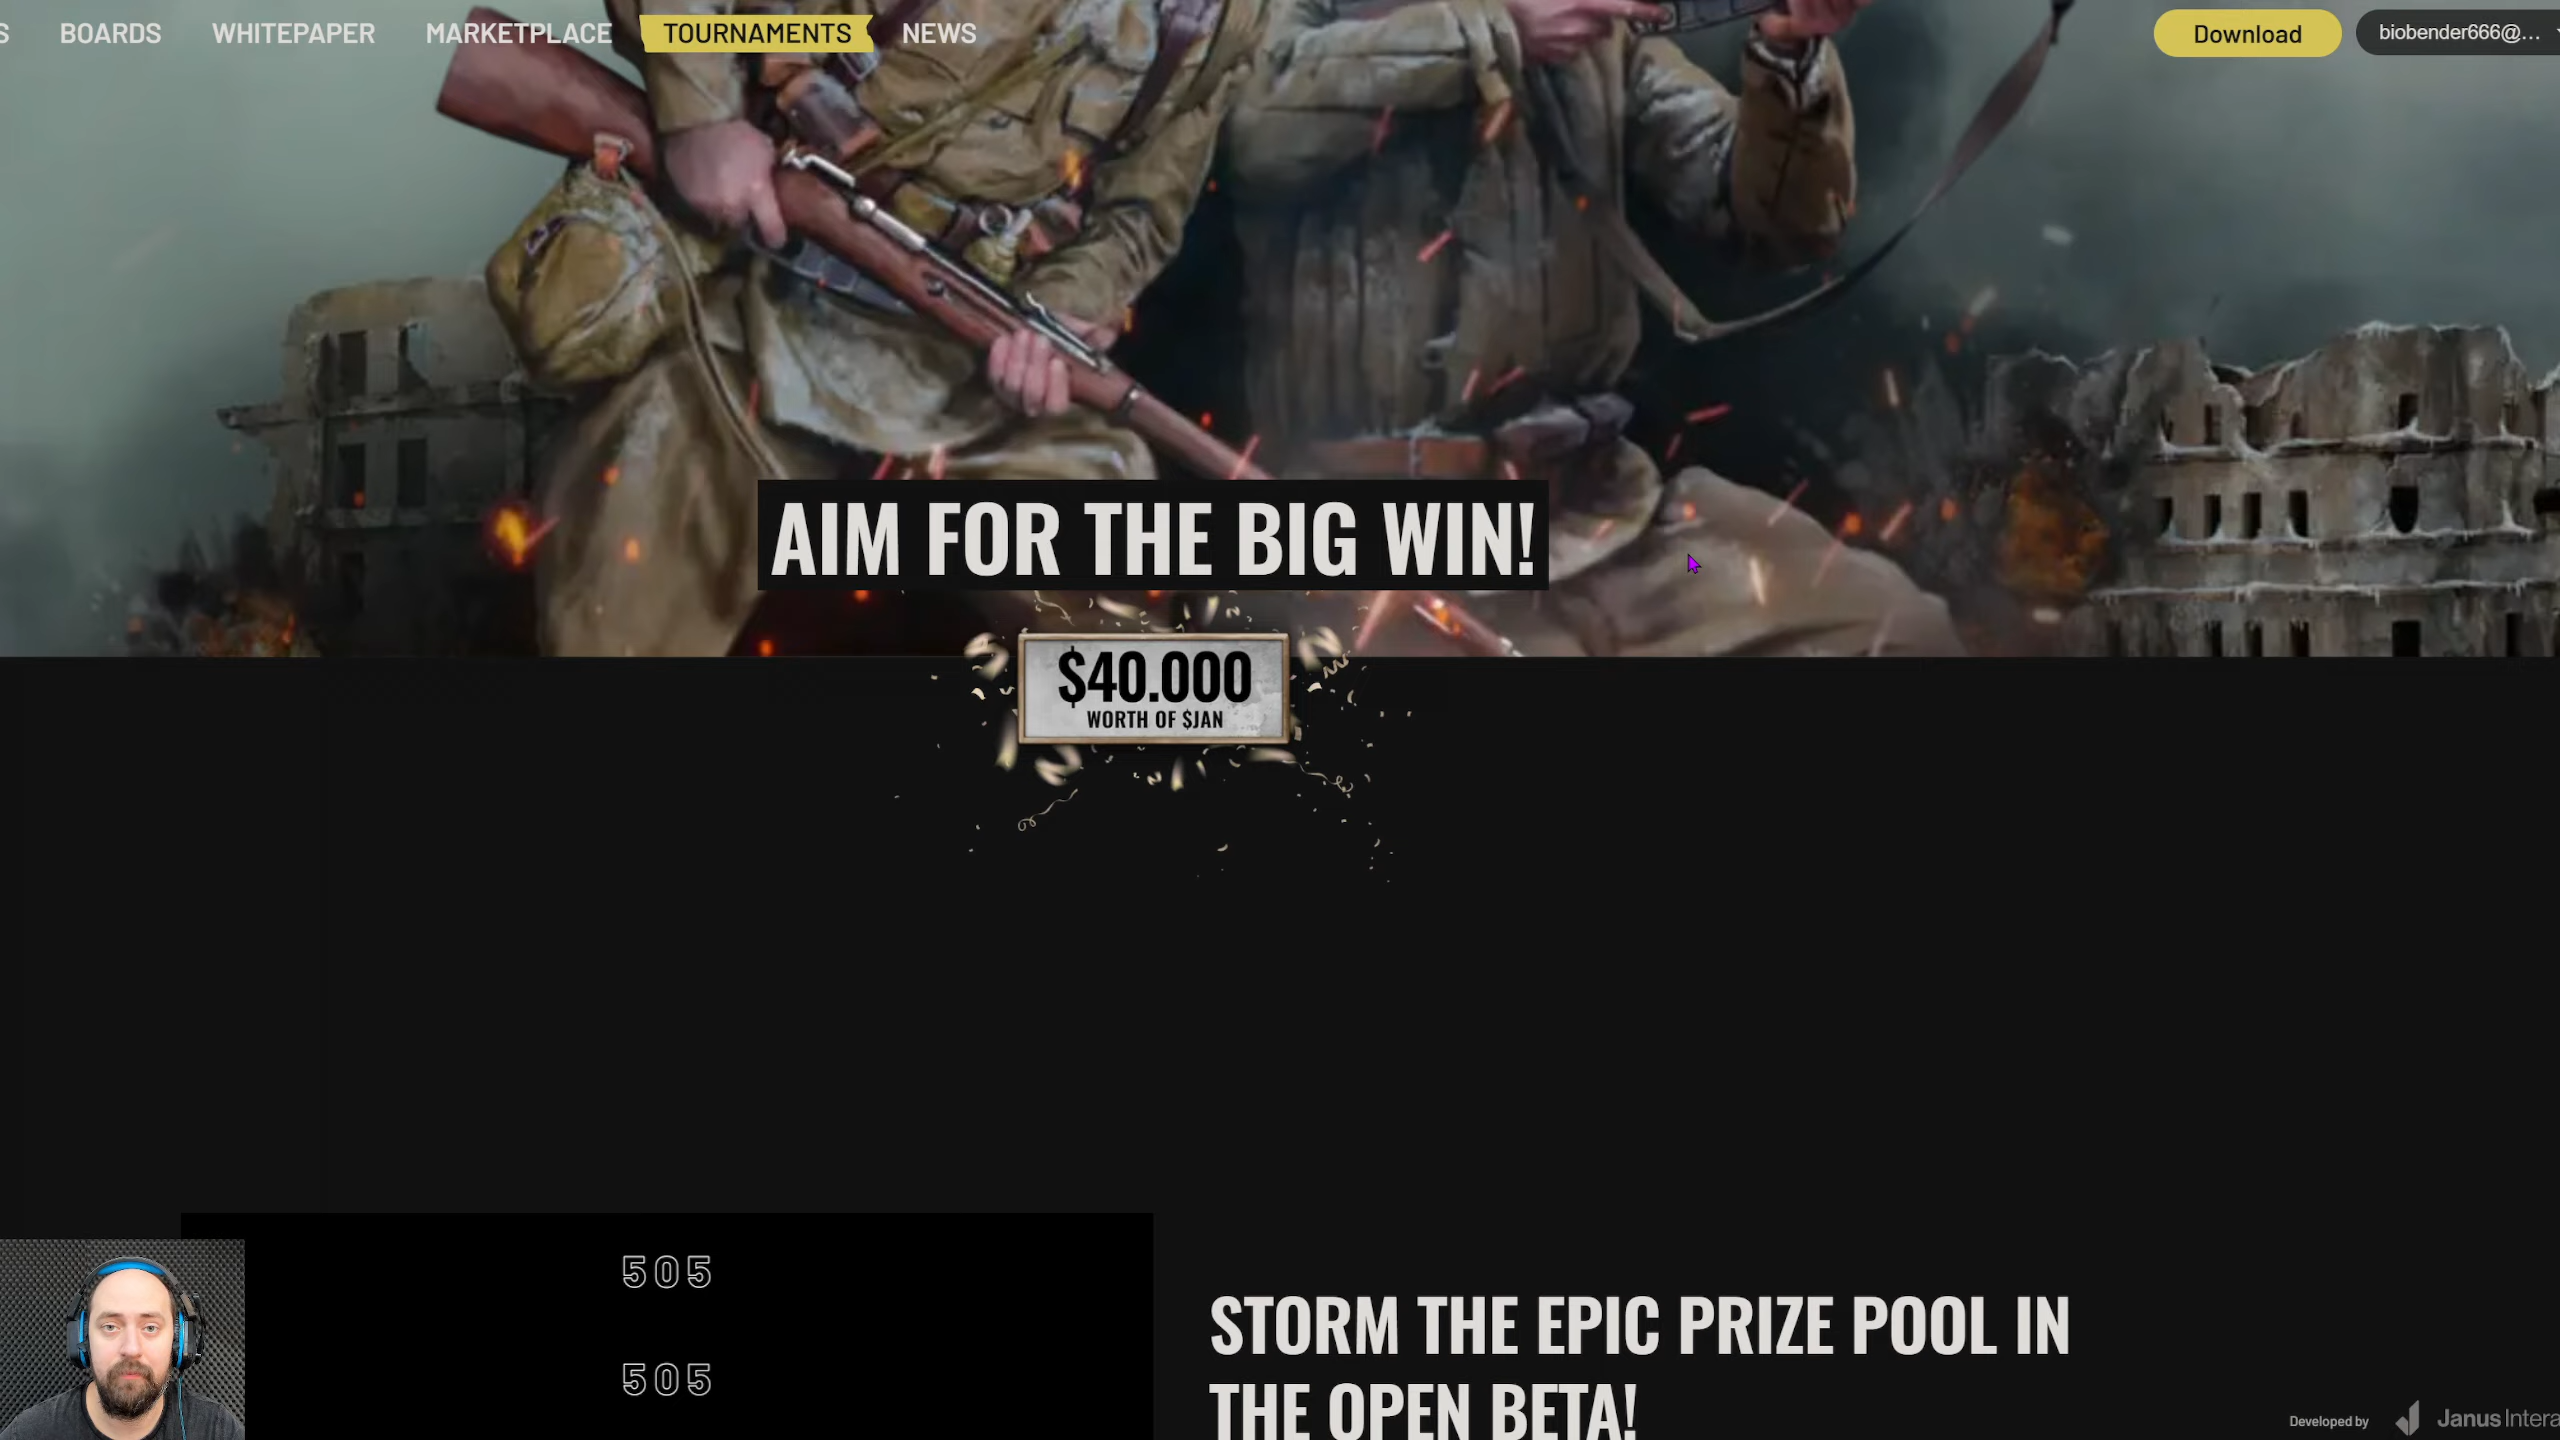 BOARDS WHITEPAPER MARKETPLACE TOURNAMENTS NEWS Download biobender666@...
AIM FOR THE BIG WIN!
$40.000
WORTH OF $JAN
505
505
STORM THE EPIC PRIZE POOL IN
THE OPEN BETA!
Developed by Janus Intera